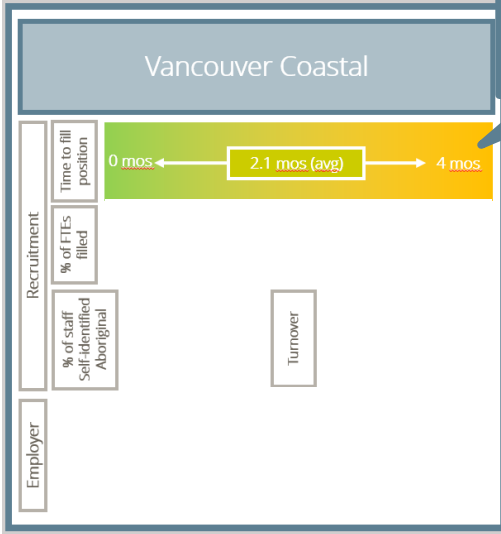 Vancouver Coastal
Recruitment
Time to fill
position
0 mos
2.1 mos (avg)
4 mos
% of FTEs
filled
% of staff
Self-identified
Aboriginal
Turnover
Employer